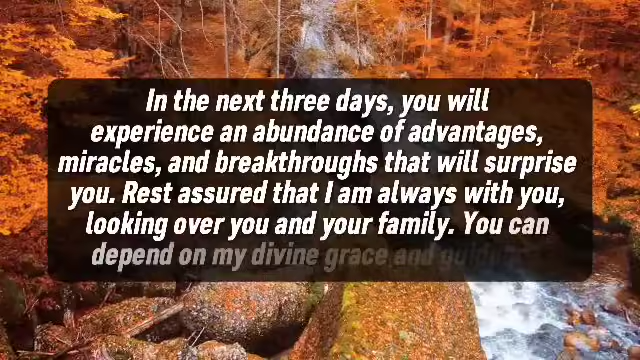 In the next three days, you will
experience an abundance of advantages,
miracles, and breakthroughs that will surprise
you. Rest assured that I am always with you,
looking over you and your family. You can
depend on my divine grace and